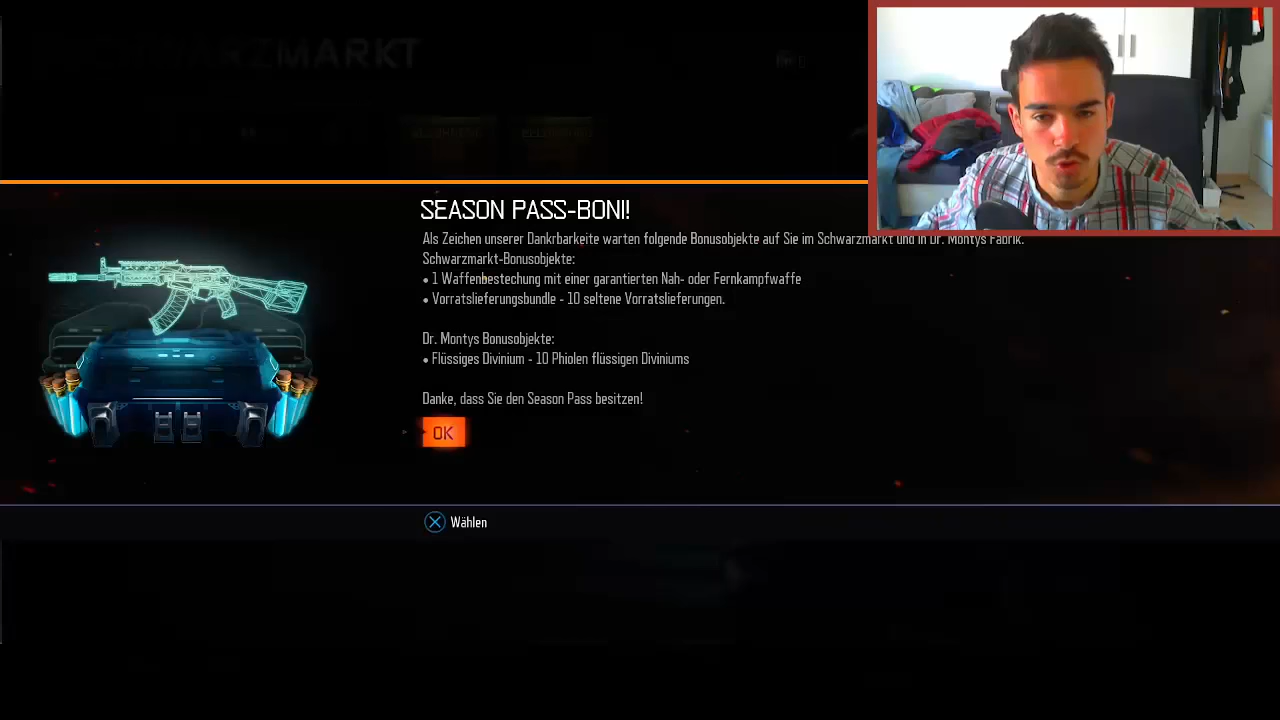 SCHWARZMARKT
SEASON PASS-BONI!
Als Zeichen unserer Dankrbarkeite warten folgende Bonusobjekte auf Sie im Schwarzmarkt und in Dr. Montys Fabrik.
Schwarzmarkt-Bonusobjekte:
• 1 Waffenbestechung mit einer garantierten Nah- oder Fernkampfwaffe
• Vorratslieferungsbundle - 10 seltene Vorratslieferungen.
Dr. Montys Bonusobjekte:
• Flüssiges Divinium - 10 Phiolen flüssigen Diviniums
Danke, dass Sie den Season Pass besitzen!
OK
Wählen